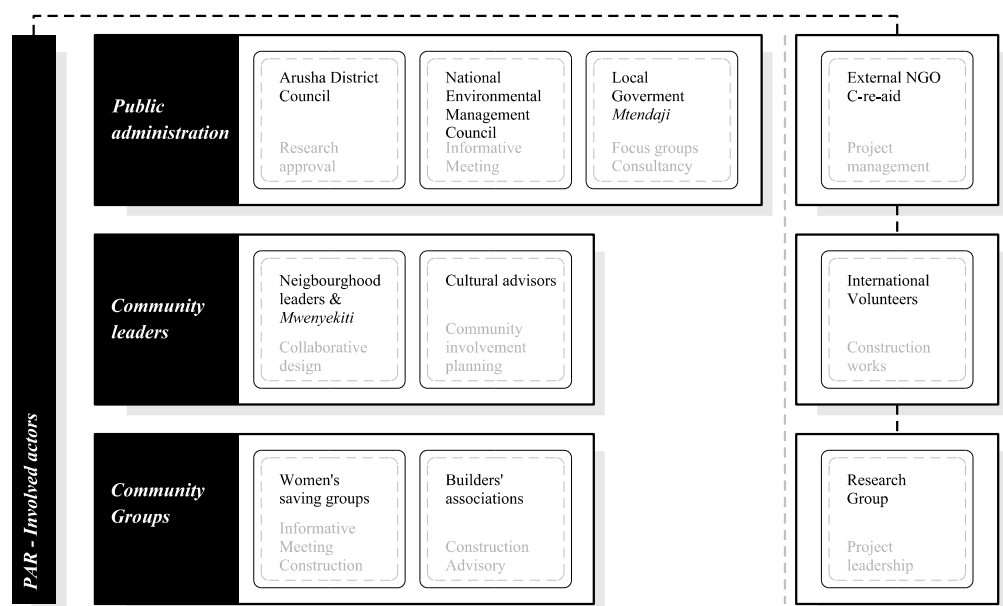 PAR - Involved actors
Public
administration
Arusha District
Council
Research
approval
National
Environmental
Management
Council
Informative
Meeting
Local
Goverment
Mtendaji
Focus groups
Consultancy
External NGO
C-re-aid
Project
management
Community
leaders
Neigbourghood
leaders &
Mwenyekiti
Collaborative
design
Cultural advisors
Community
involvement
planning
International
Volunteers
Construction
works
Community
Groups
Women's
saving groups
Informative
Meeting
Construction
Builders'
associations
Construction
Advisory
Research
Group
Project
leadership